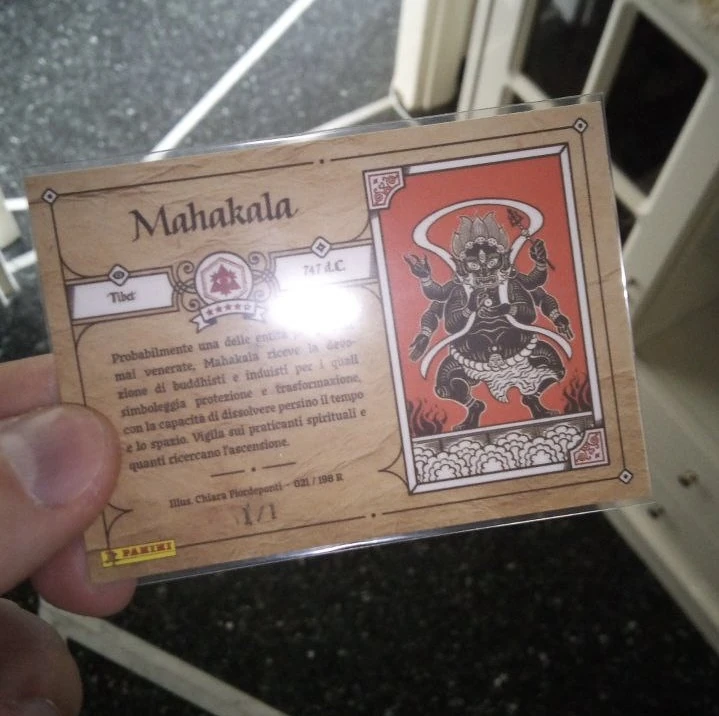 Mahakala
Tibet
747 d.C.
Probabilmente una delle entità
mai venerate, Mahakala riceve la devo-
zione di buddhisti e induisti per i quali
simboleggia protezione e trasformazione,
con la capacità di dissolvere persino il tempo
e lo spazio. Vigila sui praticanti spirituali e
quanti ricercano l'ascensione.
Illus. Chiara Fiordeponti - 021 / 198 R
1/1
PANINI